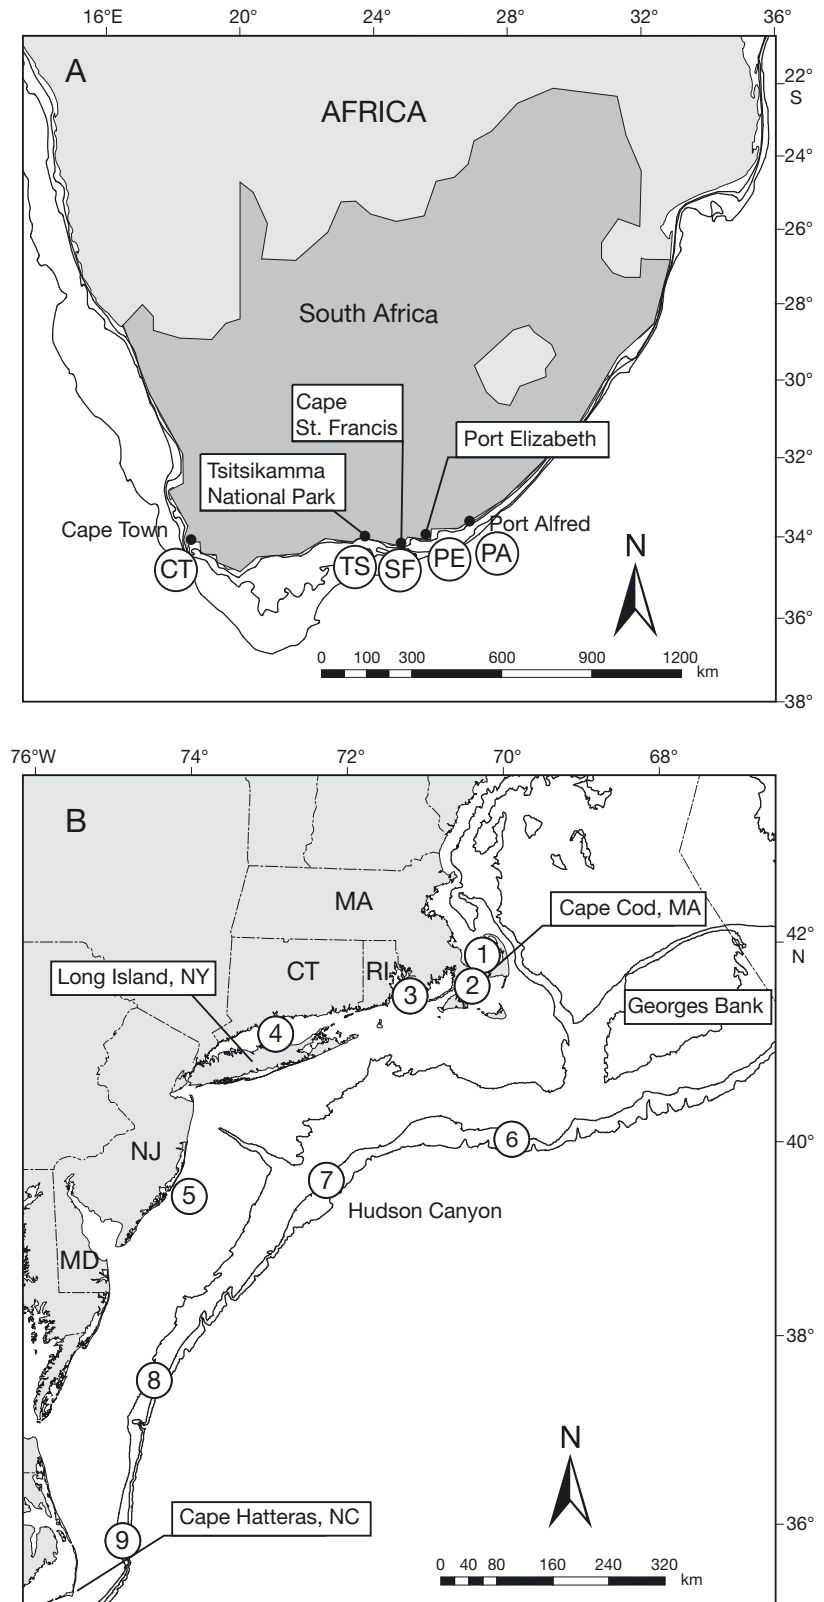 16°E 20° 24° 28° 32° 36°
A
22°
S
AFRICA
24°
26°
28°
South Africa
30°
Cape
St. Francis
Port Elizabeth
32°
Tsitsikamma
National Park
Cape Town
Port Alfred
34°
CT TS SF PE PA
N
36°
0 100 300 600 900 1200
km
38°
76°W 74° 72° 70° 68°
B
MA
Cape Cod, MA
42°
N
1
CT RI
Long Island, NY
2
3
Georges Bank
4
40°
6
NJ
7
5
Hudson Canyon
MD
38°
8
N
Cape Hatteras, NC
36°
9
0 40 80 160 240 320
km